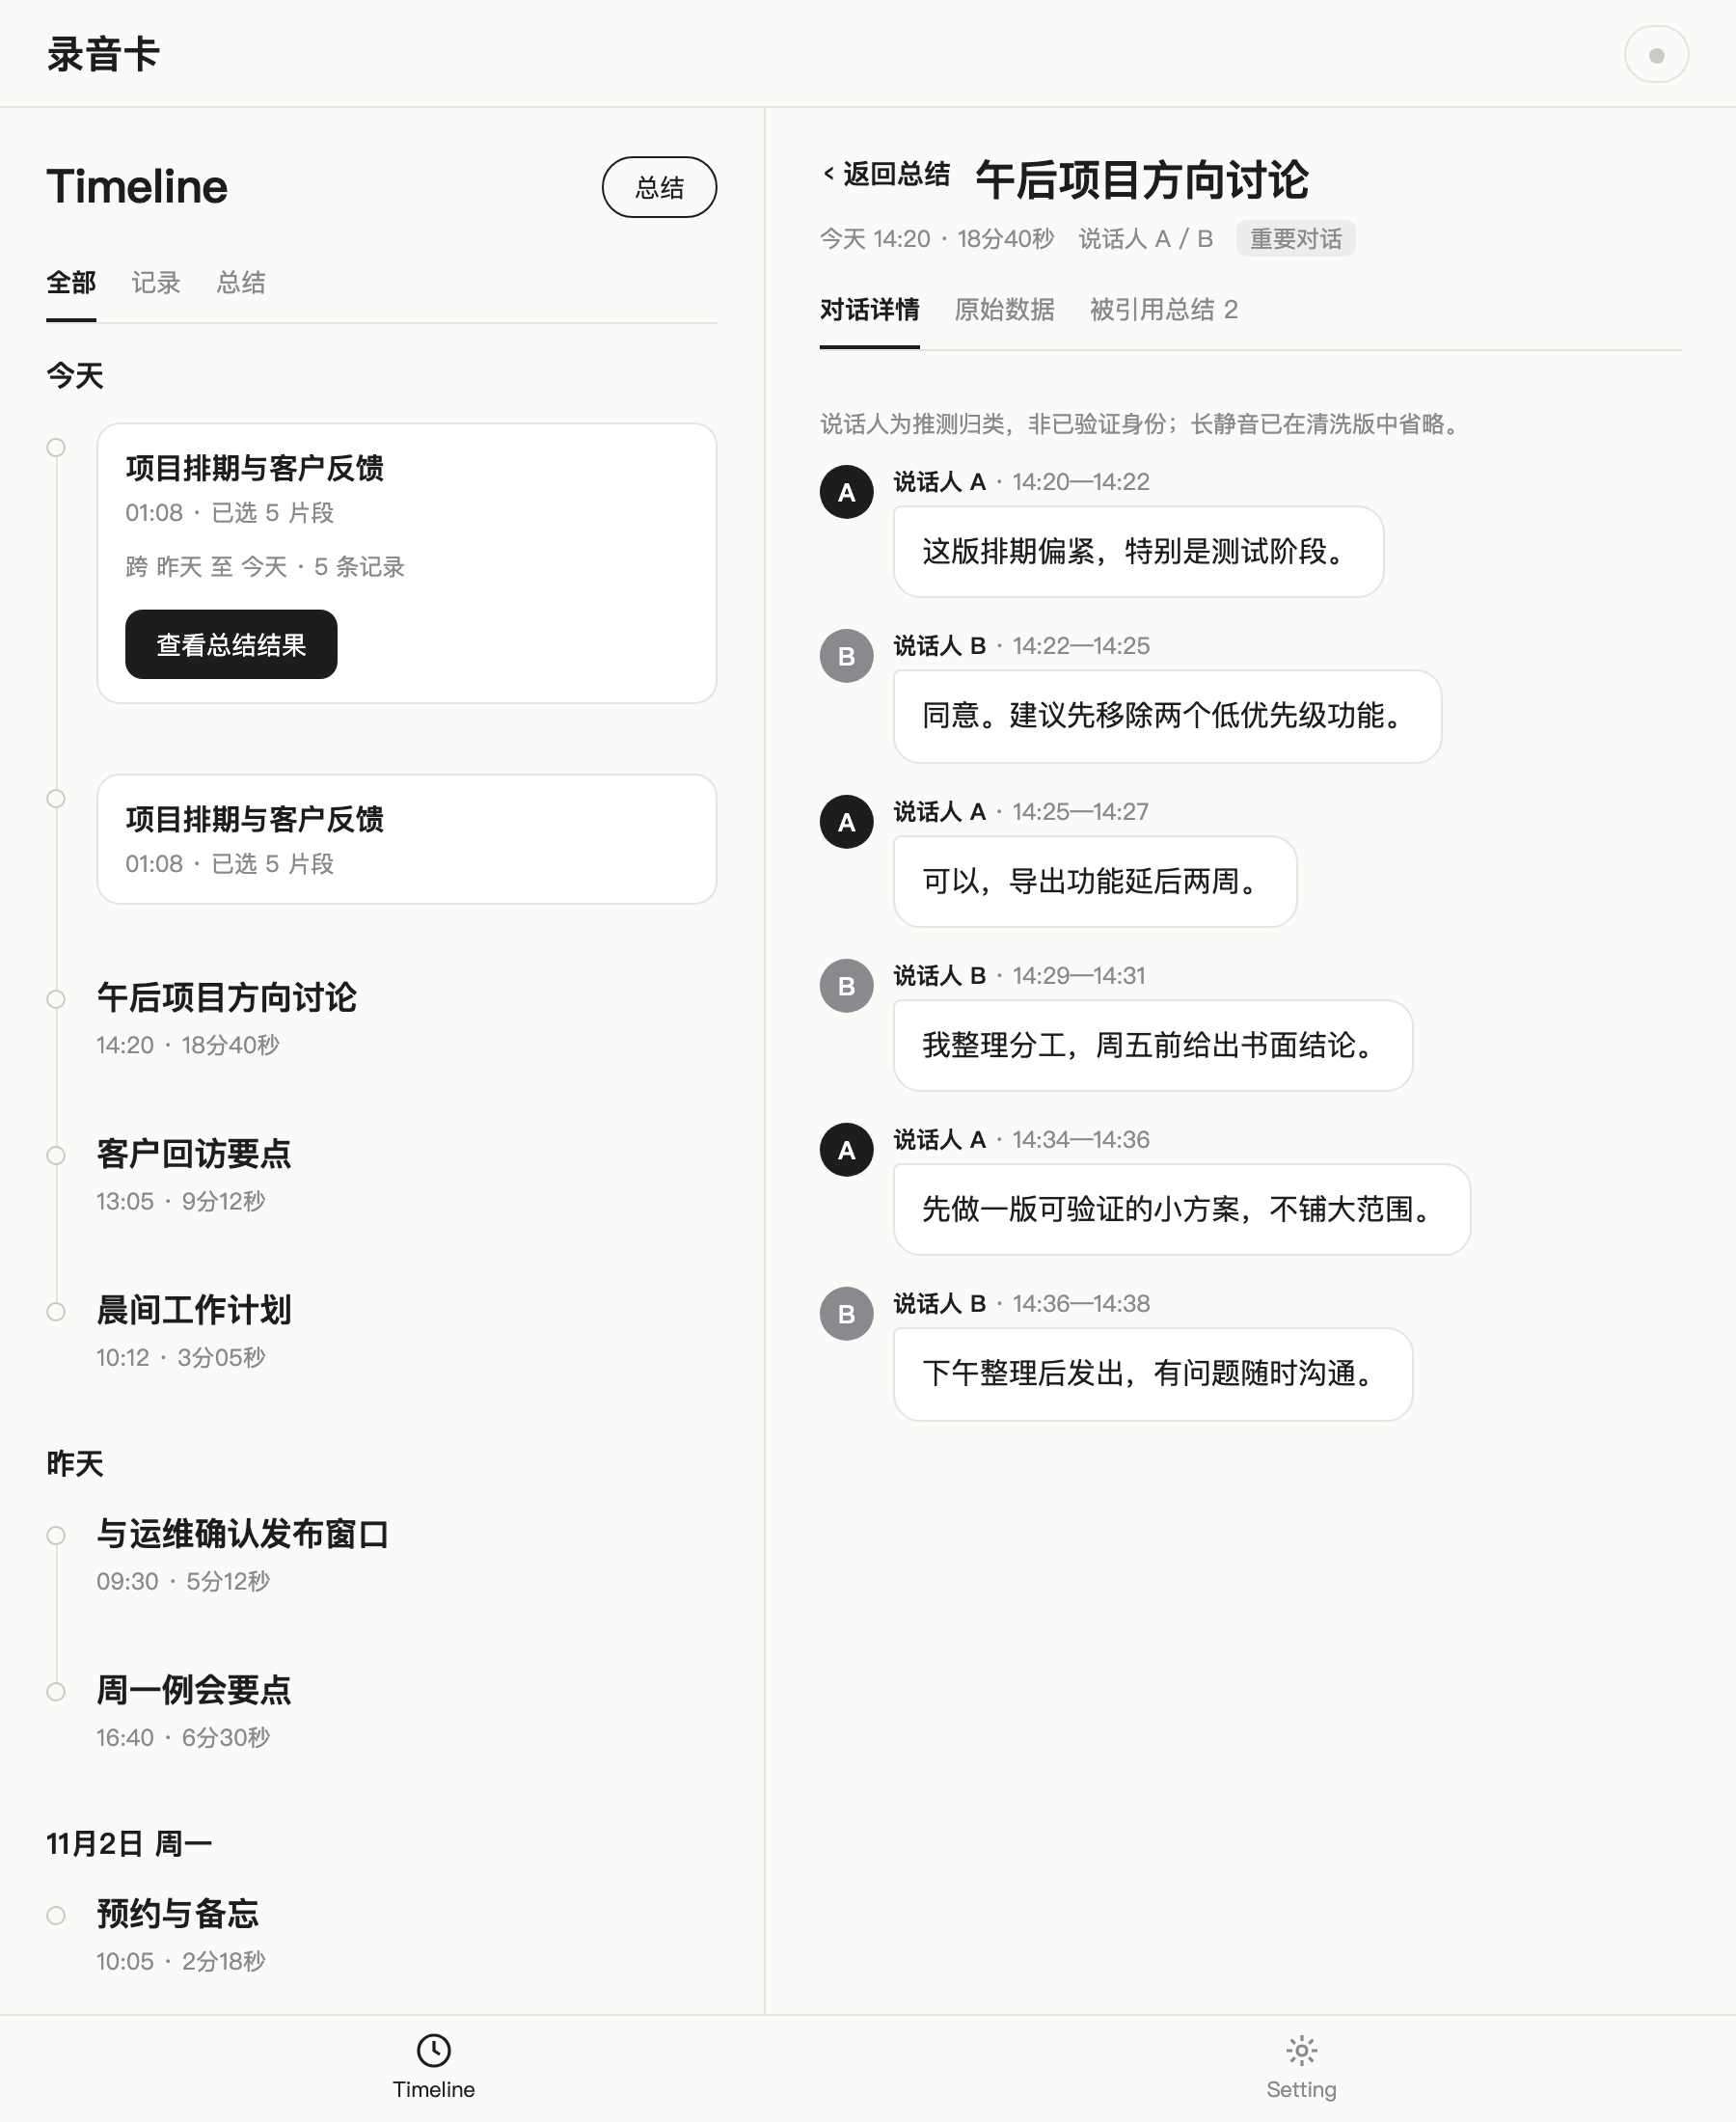 录音卡
Timeline
总结
全部 记录 总结
今天
项目排期与客户反馈
01:08 · 已选 5 片段
跨 昨天 至 今天 · 5 条记录
查看总结结果
项目排期与客户反馈
01:08 · 已选 5 片段
午后项目方向讨论
14:20 · 18分40秒
客户回访要点
13:05 · 9分12秒
晨间工作计划
10:12 · 3分05秒
昨天
与运维确认发布窗口
09:30 · 5分12秒
周一例会要点
16:40 · 6分30秒
11月2日 周一
预约与备忘
10:05 · 2分18秒
‹ 返回总结 午后项目方向讨论
今天 14:20 · 18分40秒 说话人 A / B 重要对话
对话详情 原始数据 被引用总结 2
说话人为推测归类，非已验证身份；长静音已在清洗版中省略。
A 说话人 A · 14:20—14:22
这版排期偏紧，特别是测试阶段。
B 说话人 B · 14:22—14:25
同意。建议先移除两个低优先级功能。
A 说话人 A · 14:25—14:27
可以，导出功能延后两周。
B 说话人 B · 14:29—14:31
我整理分工，周五前给出书面结论。
A 说话人 A · 14:34—14:36
先做一版可验证的小方案，不铺大范围。
B 说话人 B · 14:36—14:38
下午整理后发出，有问题随时沟通。
Timeline
Setting